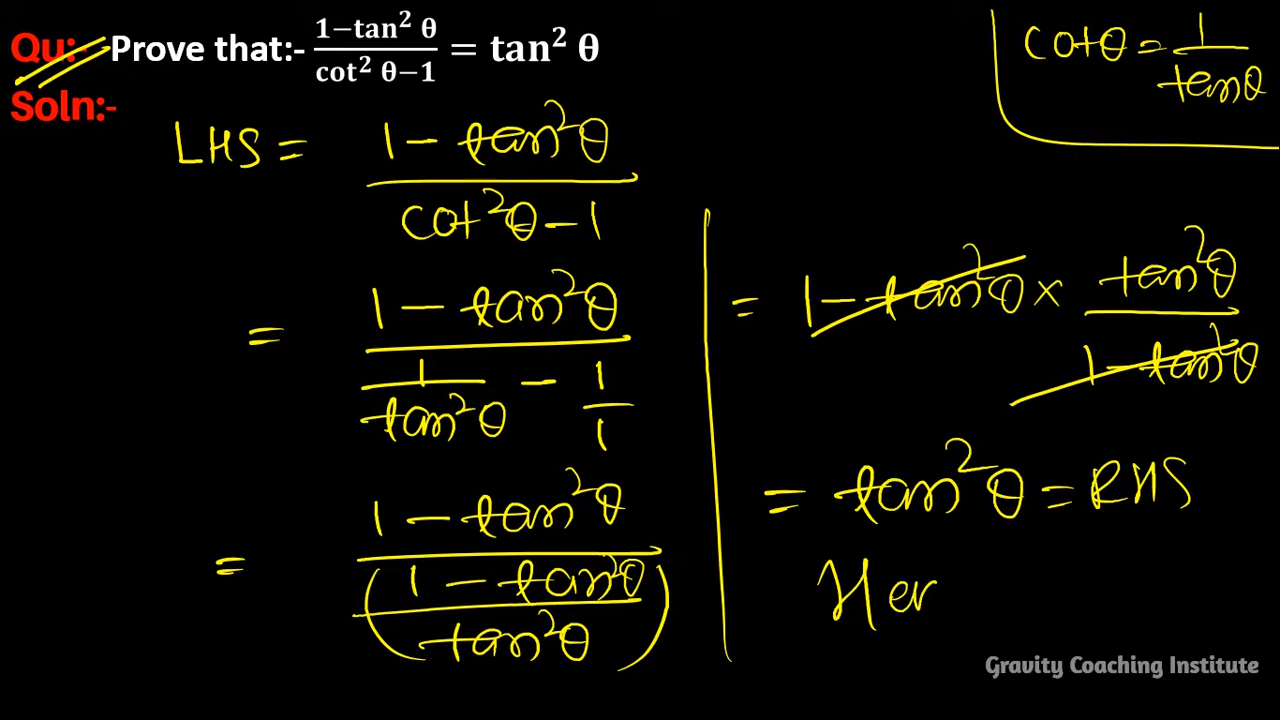 Qu:- Prove that:- (1−tan² θ)/(cot² θ−1) = tan² θ
cotθ = 1/tanθ
Soln:-
LHS = (1 − tan²θ)/(cot²θ − 1)
= (1 − tan²θ)/(1/tan²θ − 1/1)
= (1 − tan²θ)/((1 − tan²θ)/tan²θ)
= 1 − tan²θ × tan²θ/(1 − tan²θ)
= tan²θ = RHS
Hen
Gravity Coaching Institute